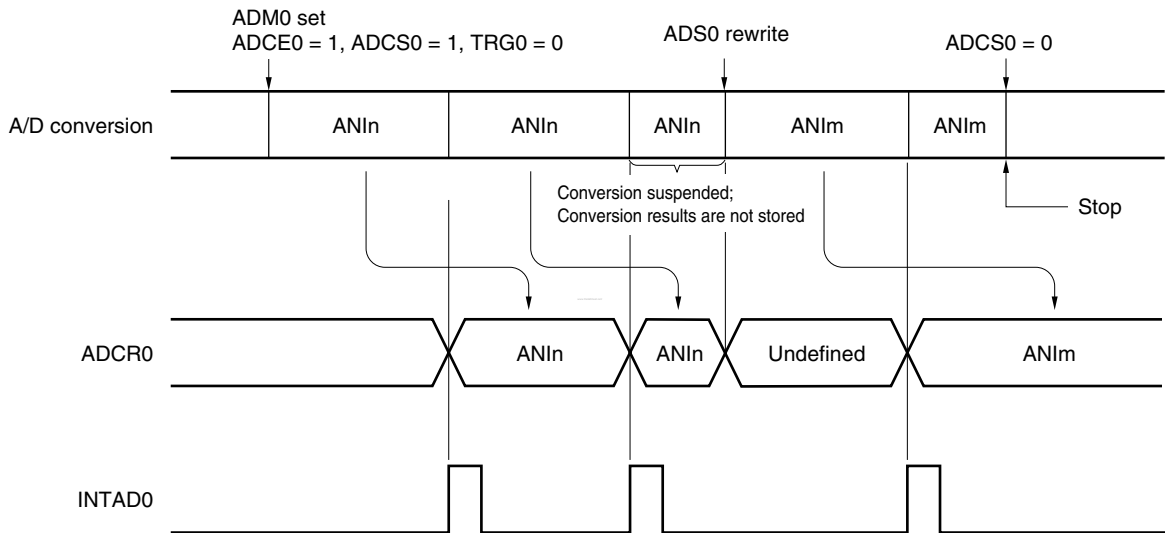 ADM0 set
ADCE0 = 1, ADCS0 = 1, TRG0 = 0
ADS0 rewrite
ADCS0 = 0
A/D conversion
ANIn
ANIn
ANIn
ANIm
ANIm
Conversion suspended;
Conversion results are not stored
Stop
ADCR0
ANIn
ANIn
Undefined
ANIm
INTAD0